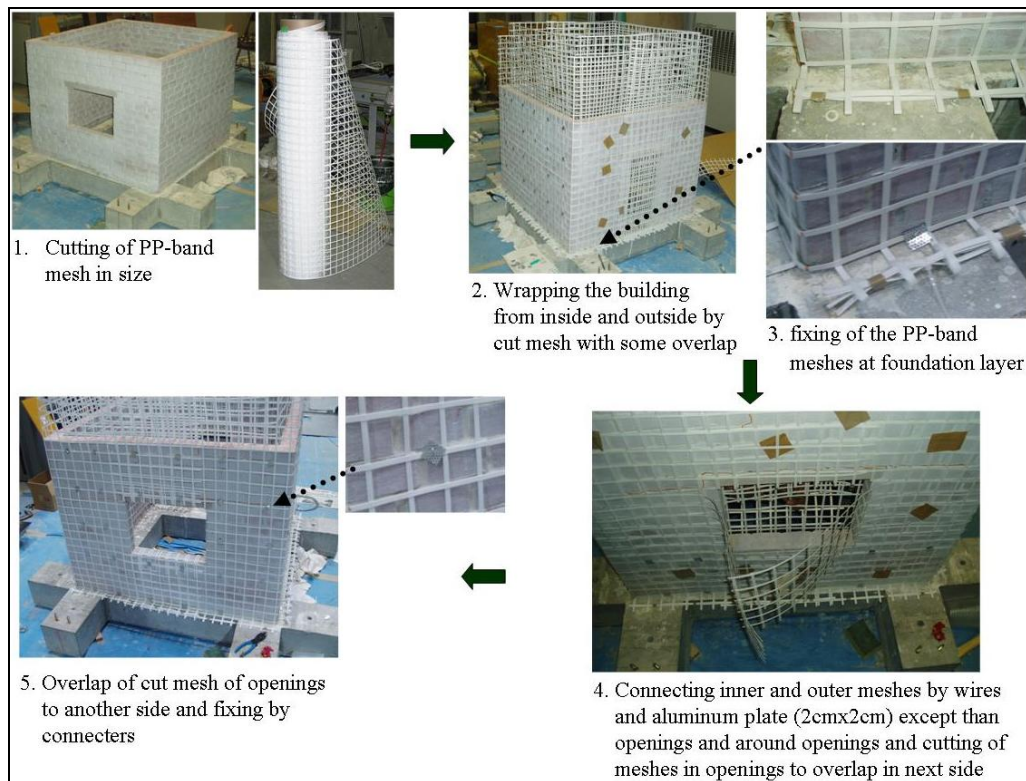 1. Cutting of PP-band
mesh in size
2. Wrapping the building
from inside and outside by
cut mesh with some overlap
3. fixing of the PP-band
meshes at foundation layer
4. Connecting inner and outer meshes by wires
and aluminum plate (2cmx2cm) except than
openings and around openings and cutting of
meshes in openings to overlap in next side
5. Overlap of cut mesh of openings
to another side and fixing by
connecters